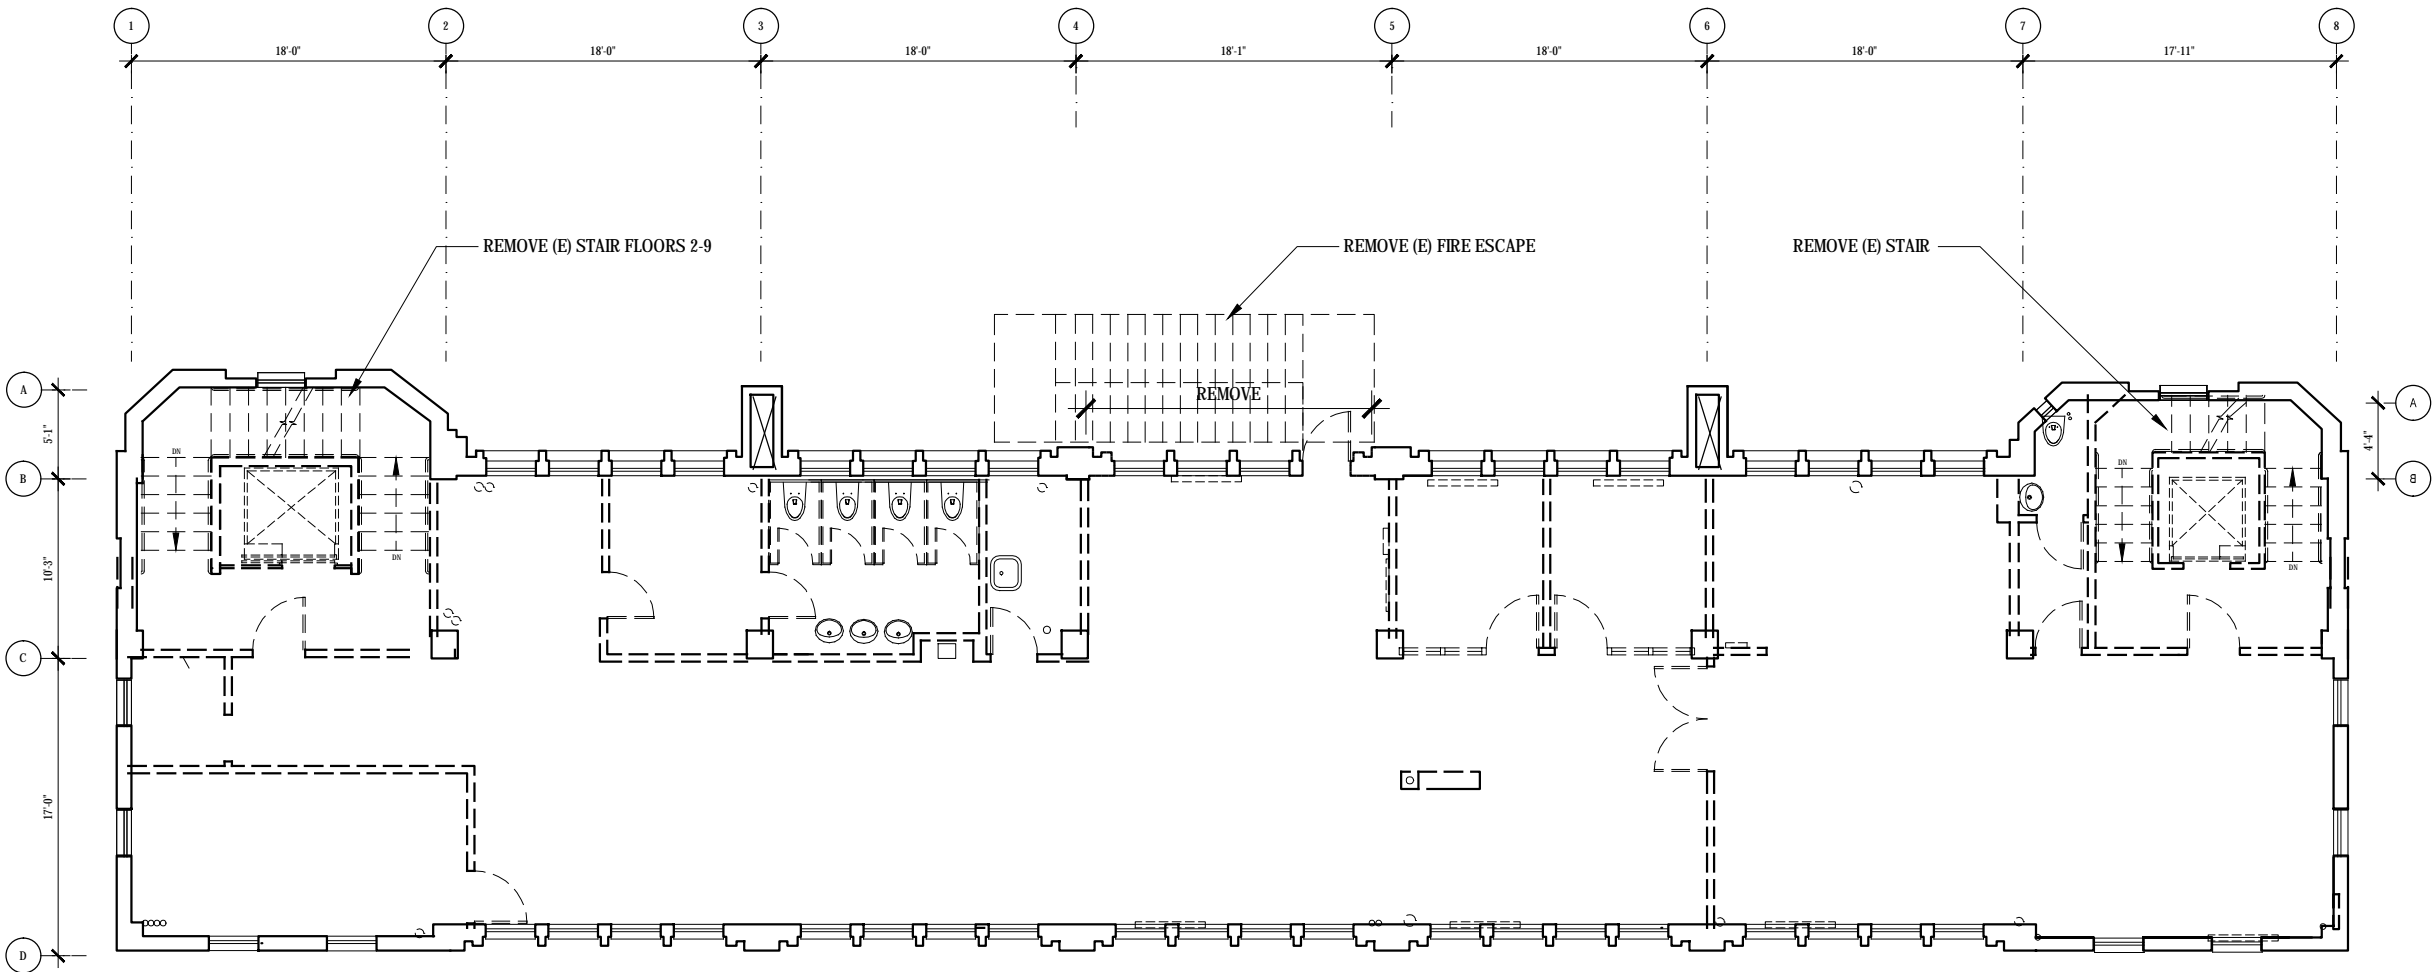 1
2
3
4
5
6
7
8
18'-0"
18'-0"
18'-0"
18'-1"
18'-0"
18'-0"
17'-11"
REMOVE (E) STAIR FLOORS 2-9
REMOVE (E) FIRE ESCAPE
REMOVE (E) STAIR
REMOVE
A
5'-1"
B
10'-3"
C
17'-0"
D
A
4'-4"
B
DN
DN
DN
DN